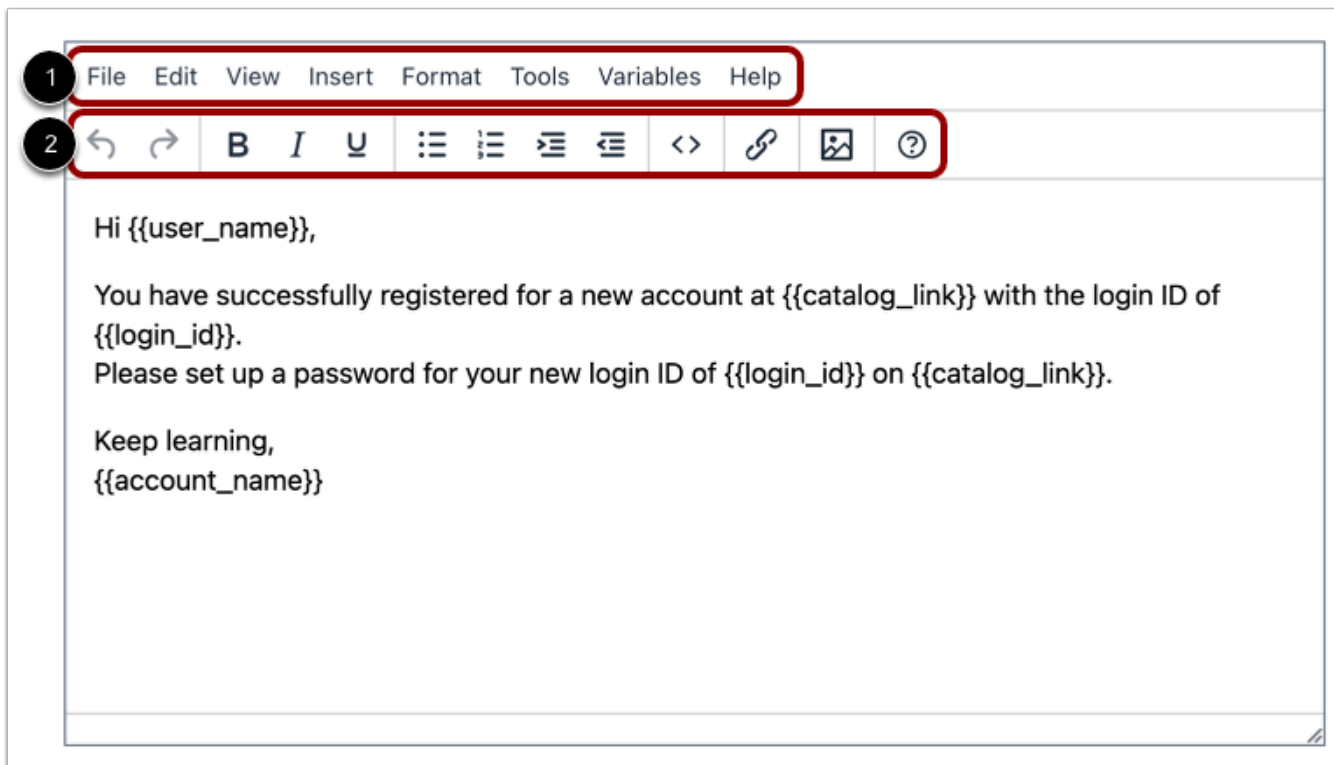 1 File Edit View Insert Format Tools Variables Help
2 B I U
Hi {{user_name}},
You have successfully registered for a new account at {{catalog_link}} with the login ID of
{{login_id}}.
Please set up a password for your new login ID of {{login_id}} on {{catalog_link}}.
Keep learning,
{{account_name}}